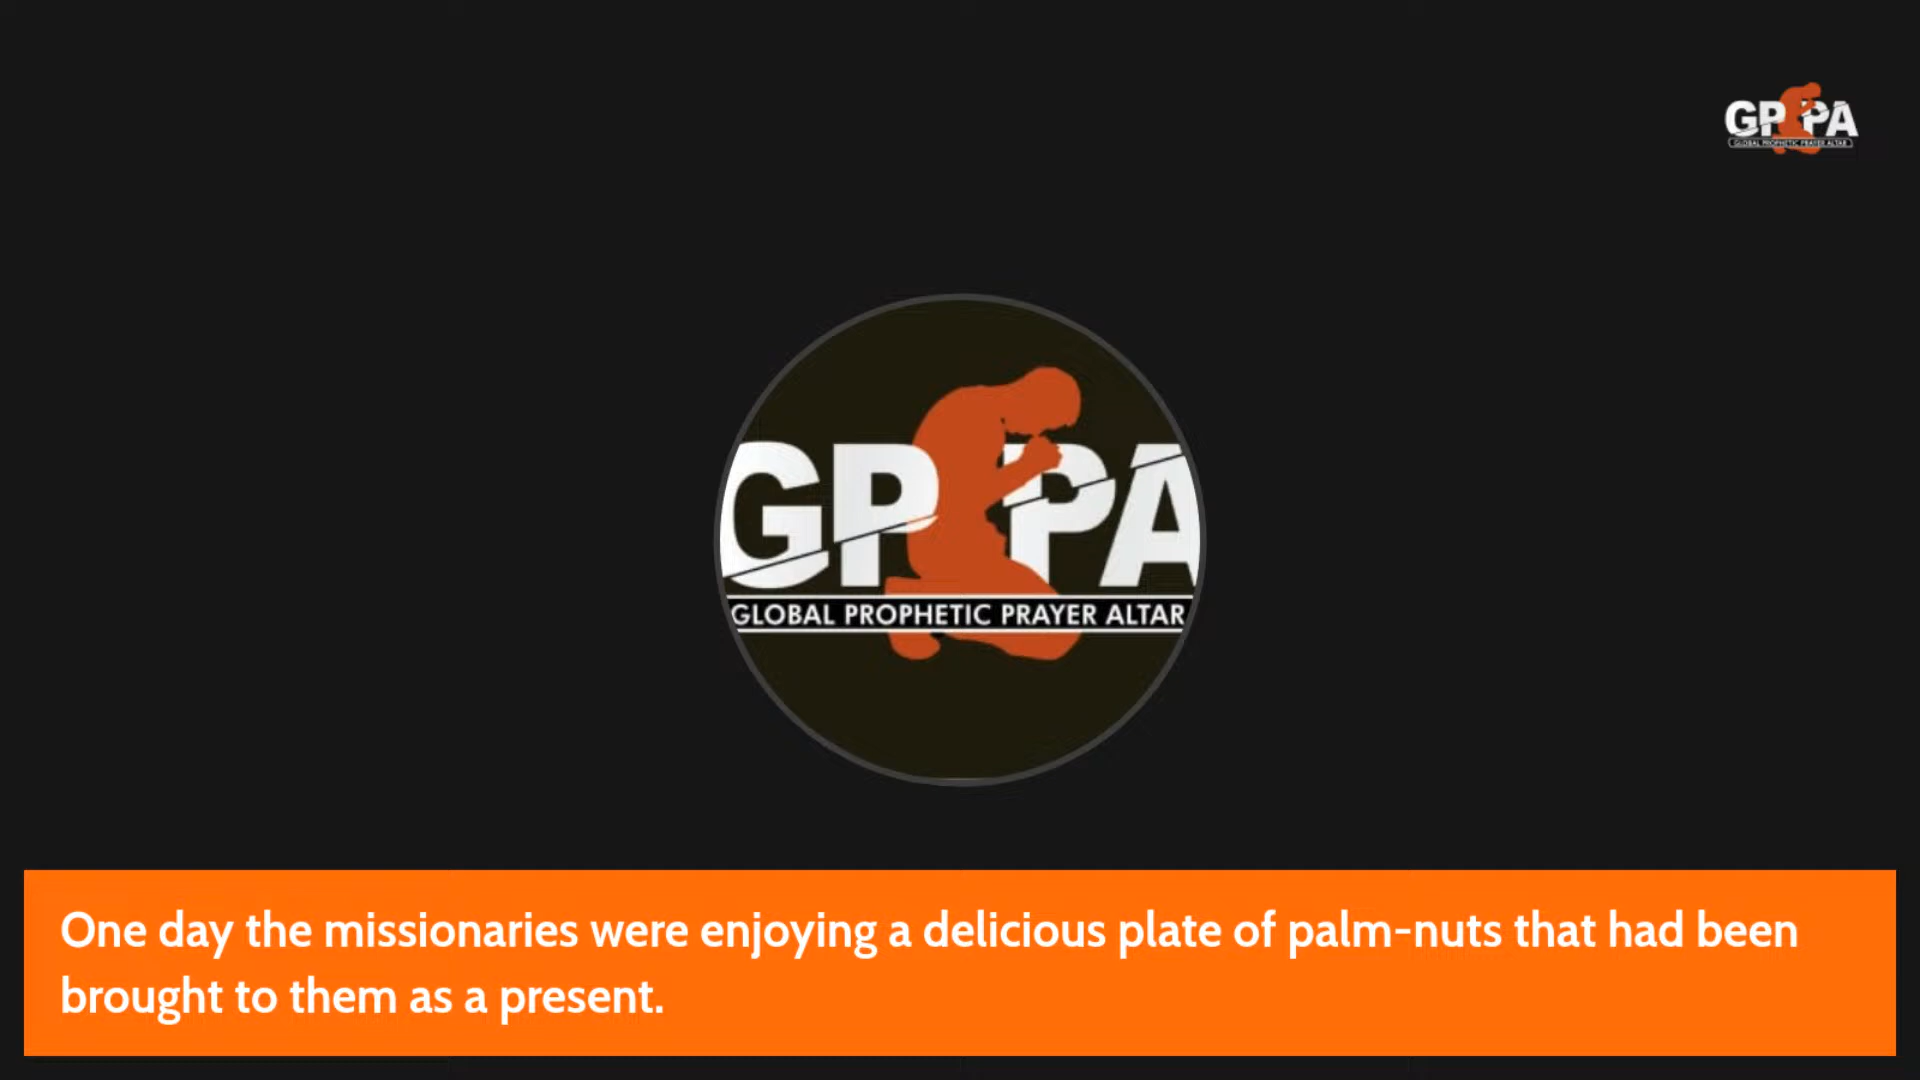 GPPA
GLOBAL PROPHETIC PRAYER ALTAR
GPPA
GLOBAL PROPHETIC PRAYER ALTAR
One day the missionaries were enjoying a delicious plate of palm-nuts that had been
brought to them as a present.